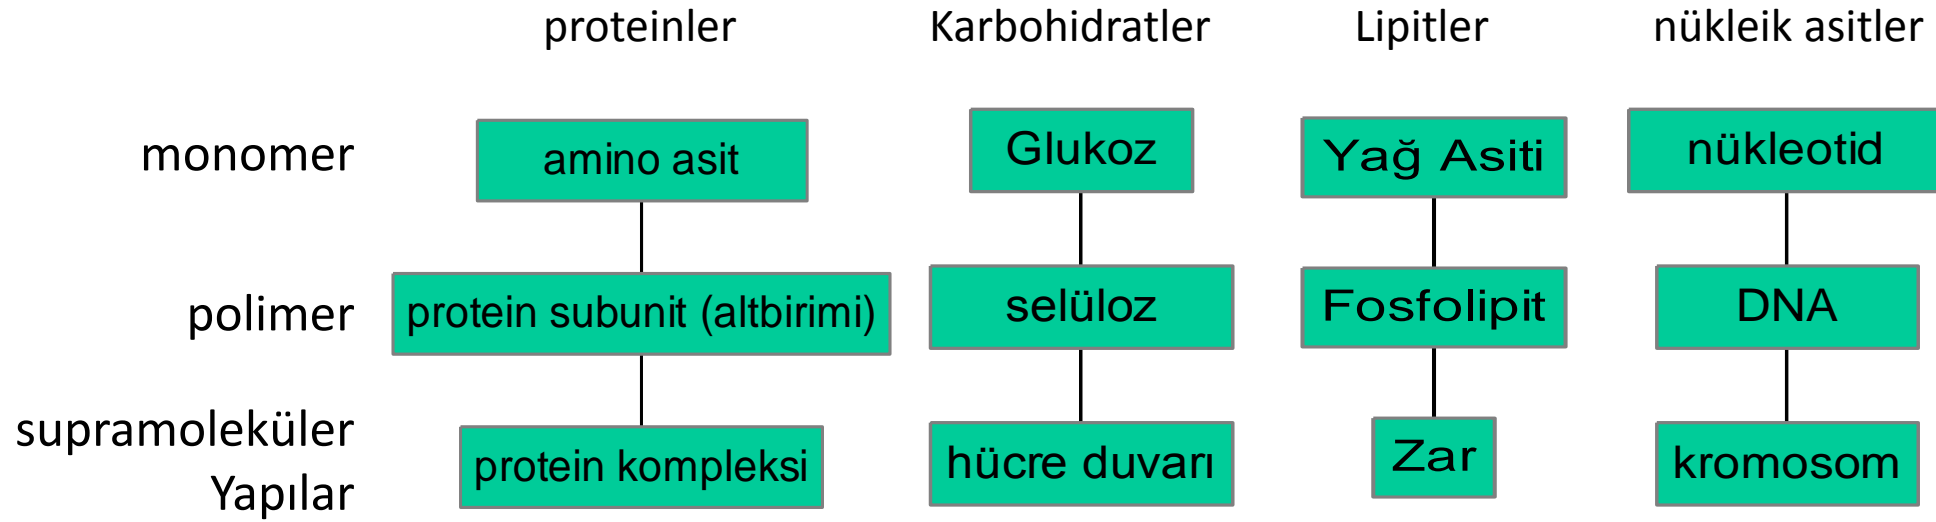 proteinler Karbohidratler Lipitler nükleik asitler
monomer amino asit Glukoz Yağ Asiti nükleotid
polimer protein subunit (altbirimi) selüloz Fosfolipit DNA
supramoleküler
Yapılar protein kompleksi hücre duvarı Zar kromosom